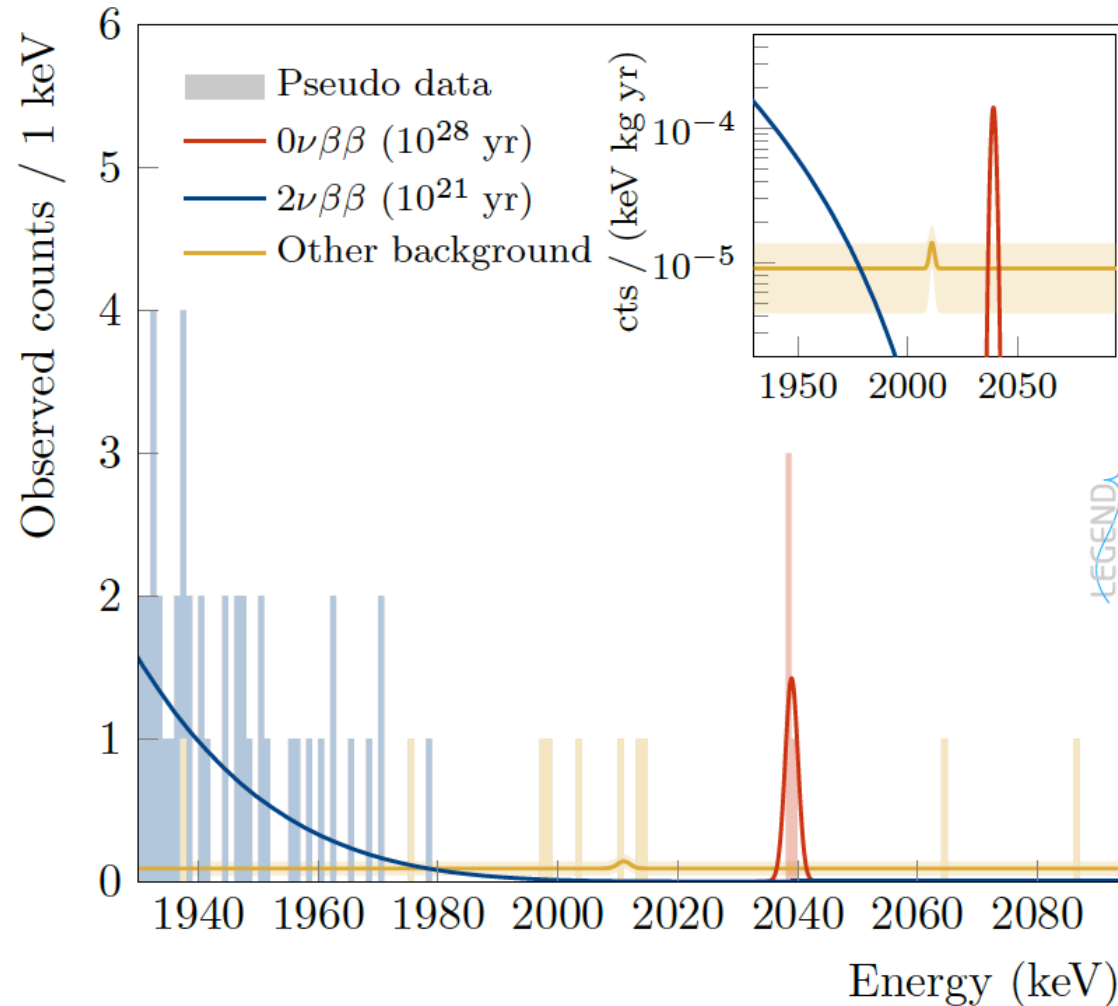 Observed counts / 1 keV
6
5
4
3
2
1
0
Pseudo data
0νββ (10²⁸ yr)
2νββ (10²¹ yr)
Other background
cts / (keV kg yr)
10⁻⁴
10⁻⁵
1950 2000 2050
LEGEND
1940 1960 1980 2000 2020 2040 2060 2080
Energy (keV)